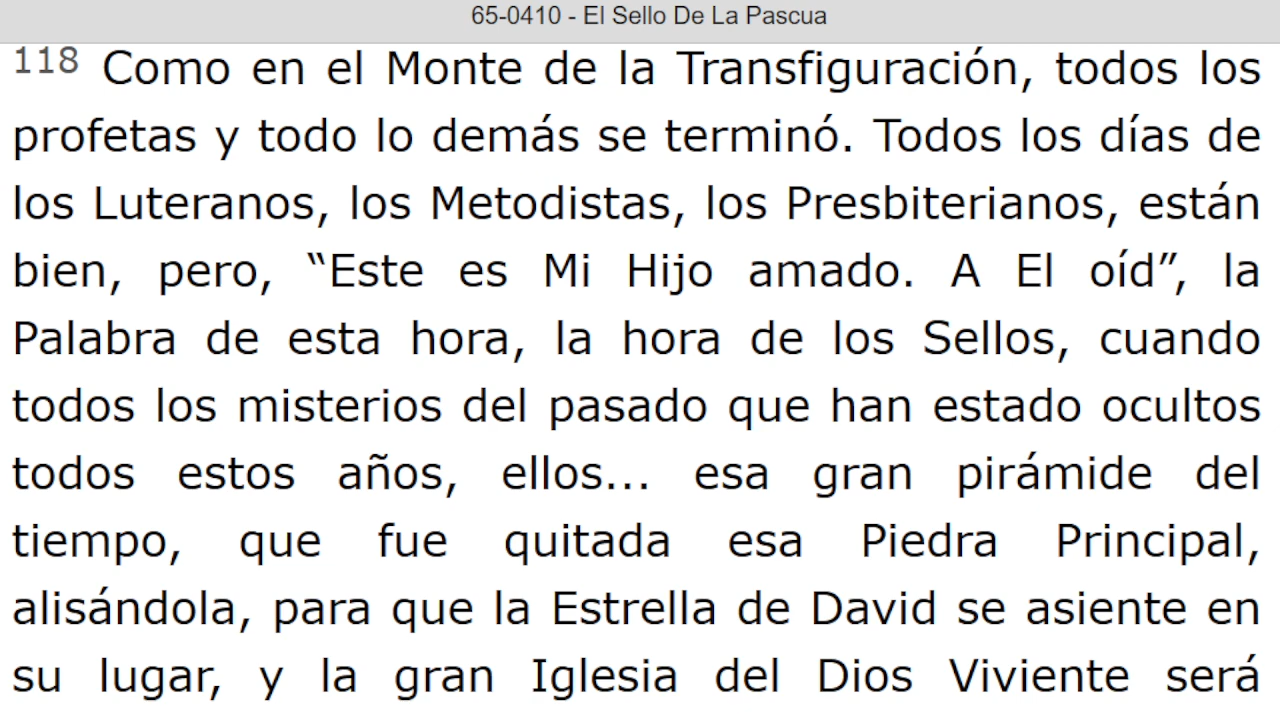 65-0410 - El Sello De La Pascua
118 Como en el Monte de la Transfiguración, todos los
profetas y todo lo demás se terminó. Todos los días de
los Luteranos, los Metodistas, los Presbiterianos, están
bien, pero, “Este es Mi Hijo amado. A El oíd”, la
Palabra de esta hora, la hora de los Sellos, cuando
todos los misterios del pasado que han estado ocultos
todos estos años, ellos... esa gran pirámide del
tiempo, que fue quitada esa Piedra Principal,
alisándola, para que la Estrella de David se asiente en
su lugar, y la gran Iglesia del Dios Viviente será